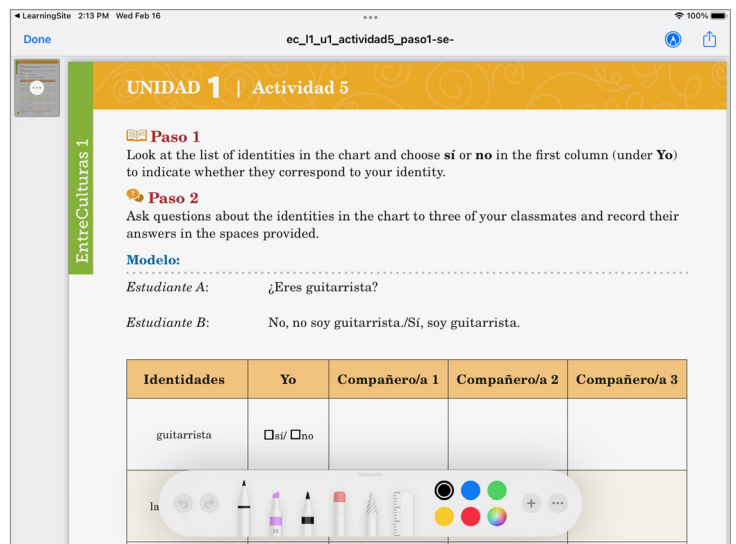 ◀ LearningSite 2:13 PM Wed Feb 16 100%
Done ec_l1_u1_actividad5_paso1-se-
EntreCulturas 1
UNIDAD 1 | Actividad 5
Paso 1
Look at the list of identities in the chart and choose sí or no in the first column (under Yo)
to indicate whether they correspond to your identity.
Paso 2
Ask questions about the identities in the chart to three of your classmates and record their
answers in the spaces provided.
Modelo:
Estudiante A: ¿Eres guitarrista?
Estudiante B: No, no soy guitarrista./Sí, soy guitarrista.
Identidades Yo Compañero/a 1 Compañero/a 2 Compañero/a 3
guitarrista ☐sí/ ☐no
la